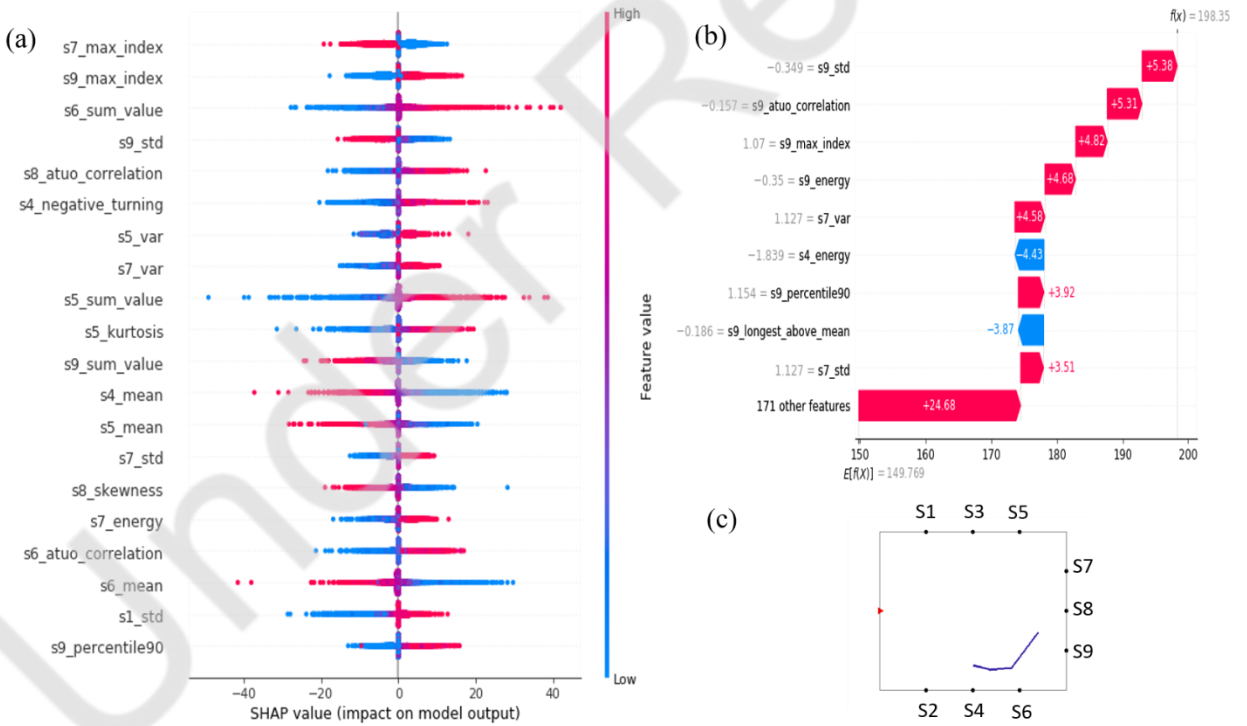 (a)
High
s7_max_index
s9_max_index
s6_sum_value
s9_std
s8_atuo_correlation
s4_negative_turning
s5_var
s7_var
s5_sum_value
s5_kurtosis
s9_sum_value
s4_mean
s5_mean
s7_std
s8_skewness
s7_energy
s6_atuo_correlation
s6_mean
s1_std
s9_percentile90
Low
Feature value
−40 −20 0 20 40
SHAP value (impact on model output)
(b)
f(x) = 198.35
−0.349 = s9_std +5.38
−0.157 = s9_atuo_correlation +5.31
1.07 = s9_max_index +4.82
−0.35 = s9_energy +4.68
1.127 = s7_var +4.58
−1.839 = s4_energy −4.43
1.154 = s9_percentile90 +3.92
−0.186 = s9_longest_above_mean −3.87
1.127 = s7_std +3.51
171 other features +24.68
150 160 170 180 190 200
E[f(X)] = 149.769
(c)
S1 S3 S5
S7
S8
S9
S2 S4 S6
Under Re